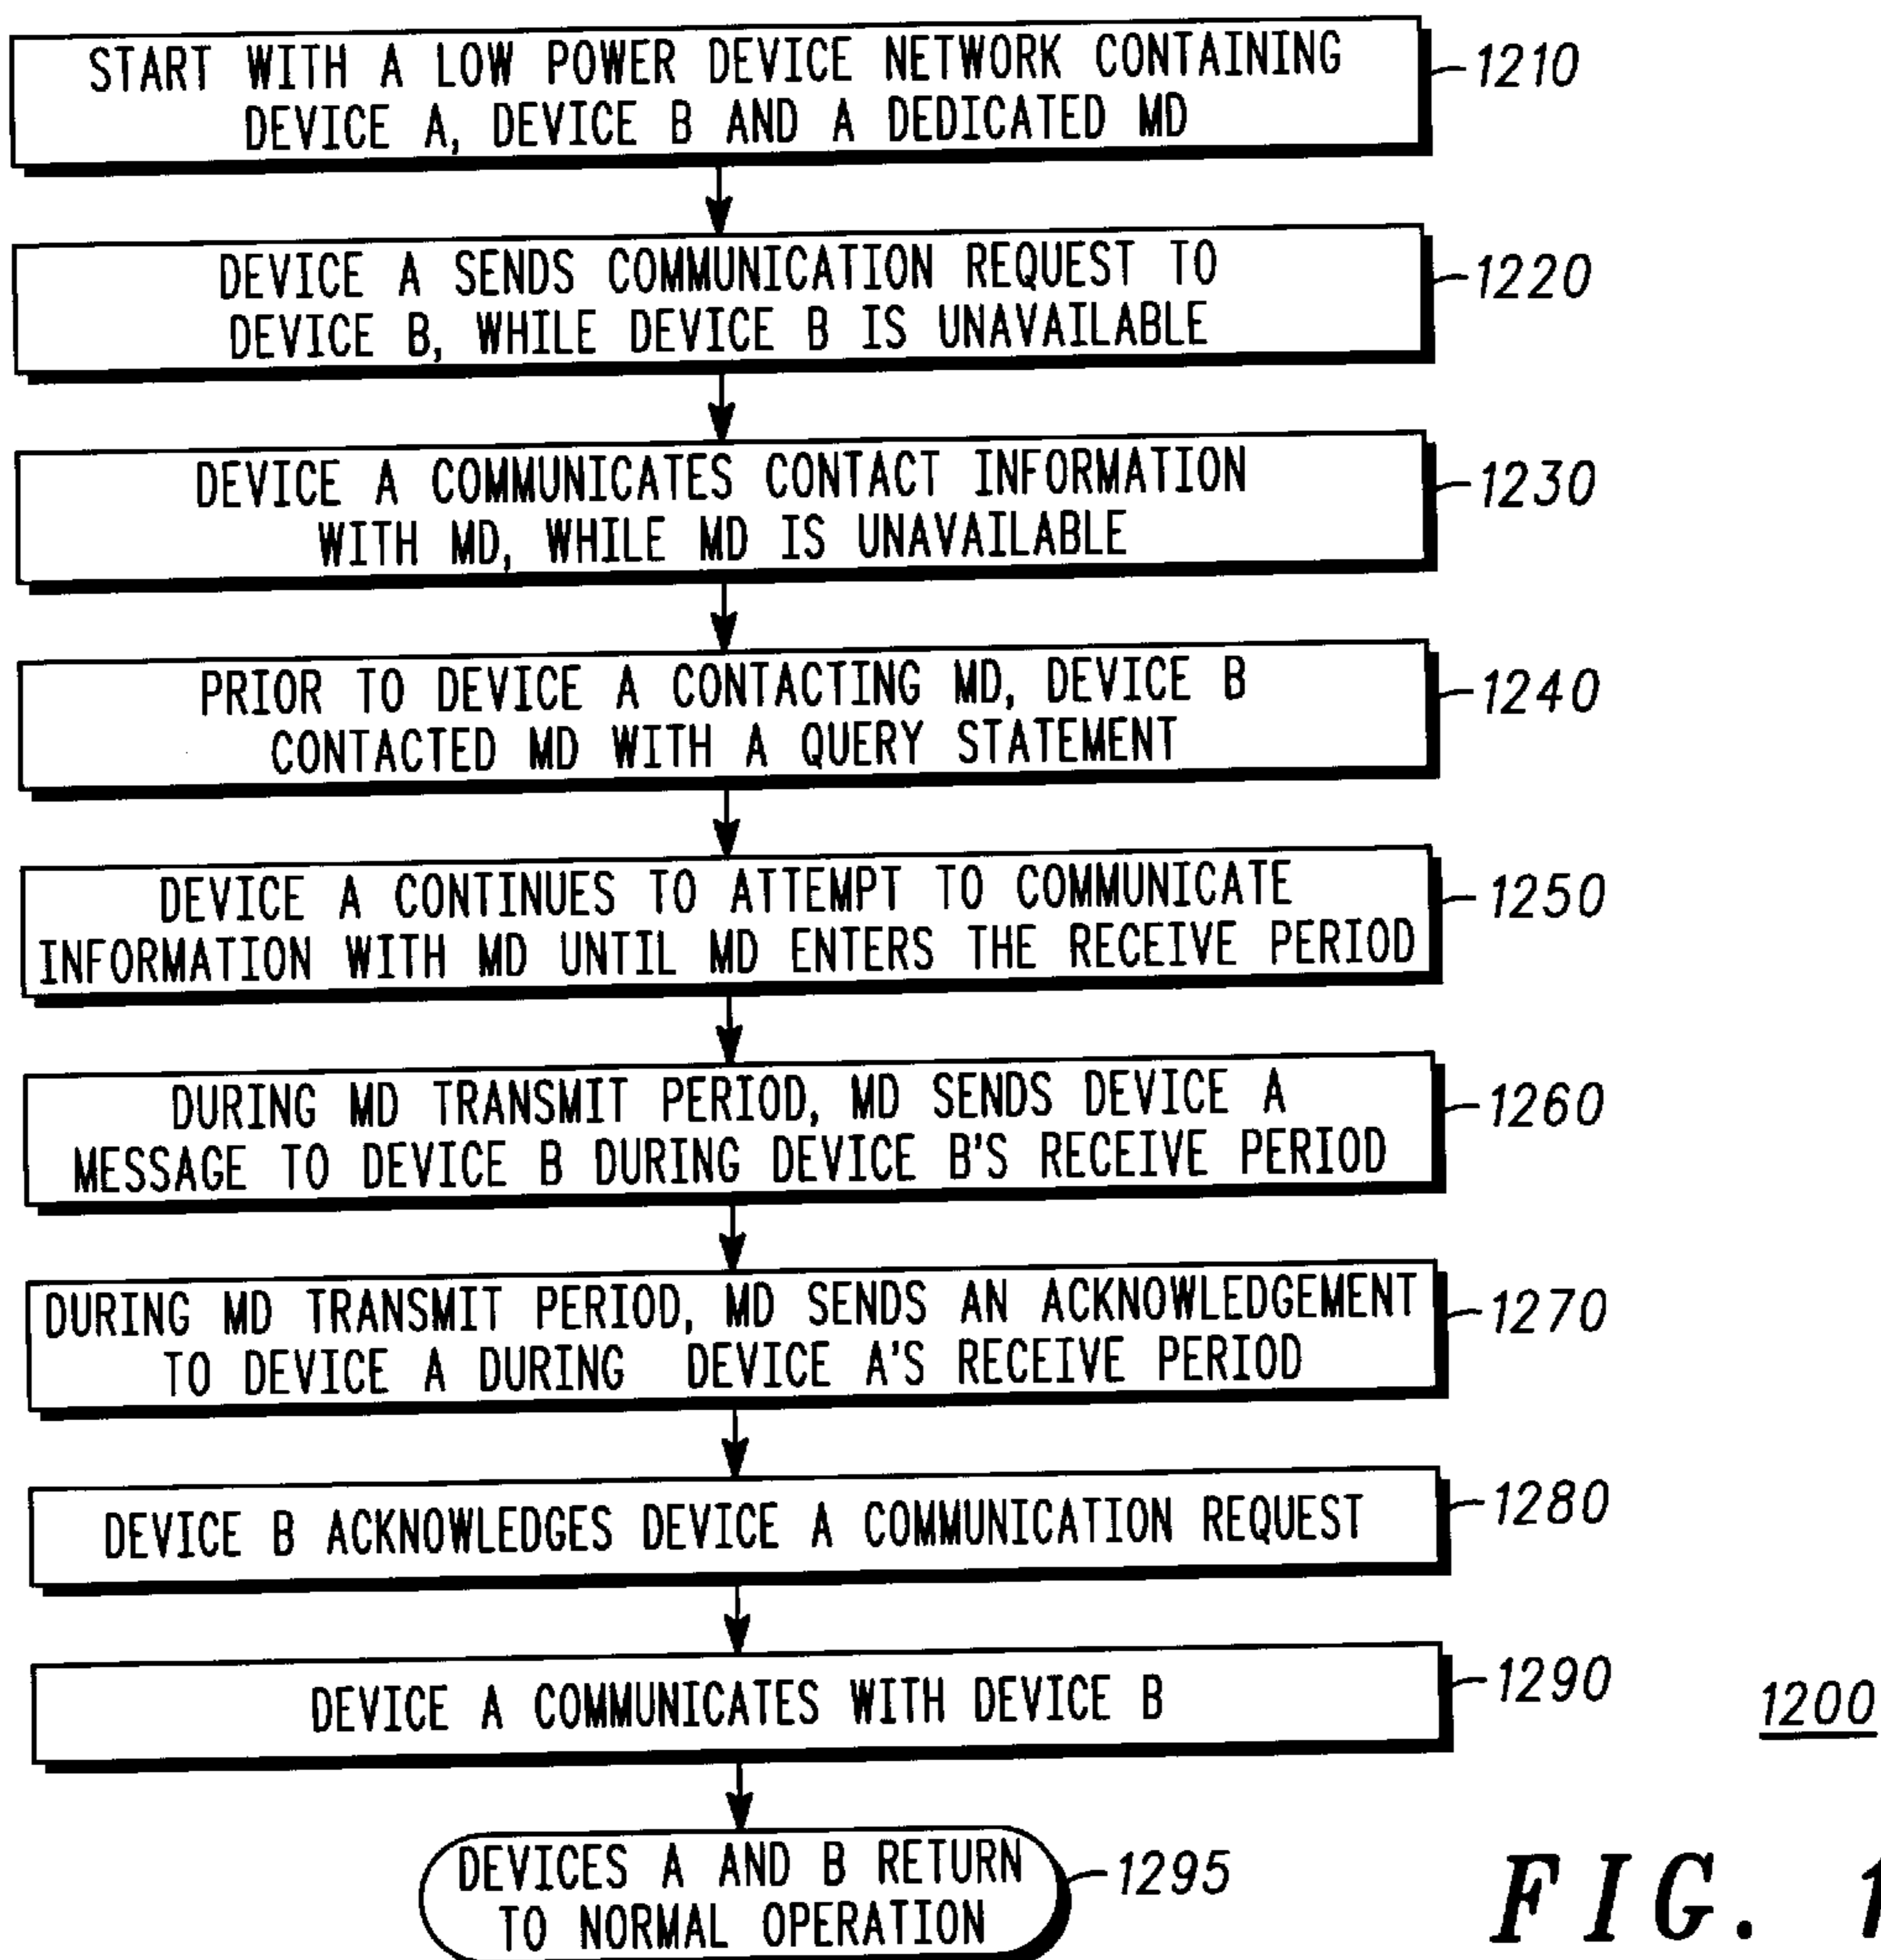 START WITH A LOW POWER DEVICE NETWORK CONTAINING
DEVICE A, DEVICE B AND A DEDICATED MD
1210
DEVICE A SENDS COMMUNICATION REQUEST TO
DEVICE B, WHILE DEVICE B IS UNAVAILABLE
1220
DEVICE A COMMUNICATES CONTACT INFORMATION
WITH MD, WHILE MD IS UNAVAILABLE
1230
PRIOR TO DEVICE A CONTACTING MD, DEVICE B
CONTACTED MD WITH A QUERY STATEMENT
1240
DEVICE A CONTINUES TO ATTEMPT TO COMMUNICATE
INFORMATION WITH MD UNTIL MD ENTERS THE RECEIVE PERIOD
1250
DURING MD TRANSMIT PERIOD, MD SENDS DEVICE A
MESSAGE TO DEVICE B DURING DEVICE B'S RECEIVE PERIOD
1260
DURING MD TRANSMIT PERIOD, MD SENDS AN ACKNOWLEDGEMENT
TO DEVICE A DURING DEVICE A'S RECEIVE PERIOD
1270
DEVICE B ACKNOWLEDGES DEVICE A COMMUNICATION REQUEST
1280
DEVICE A COMMUNICATES WITH DEVICE B
1290
1200
DEVICES A AND B RETURN
TO NORMAL OPERATION
1295
FIG. 1